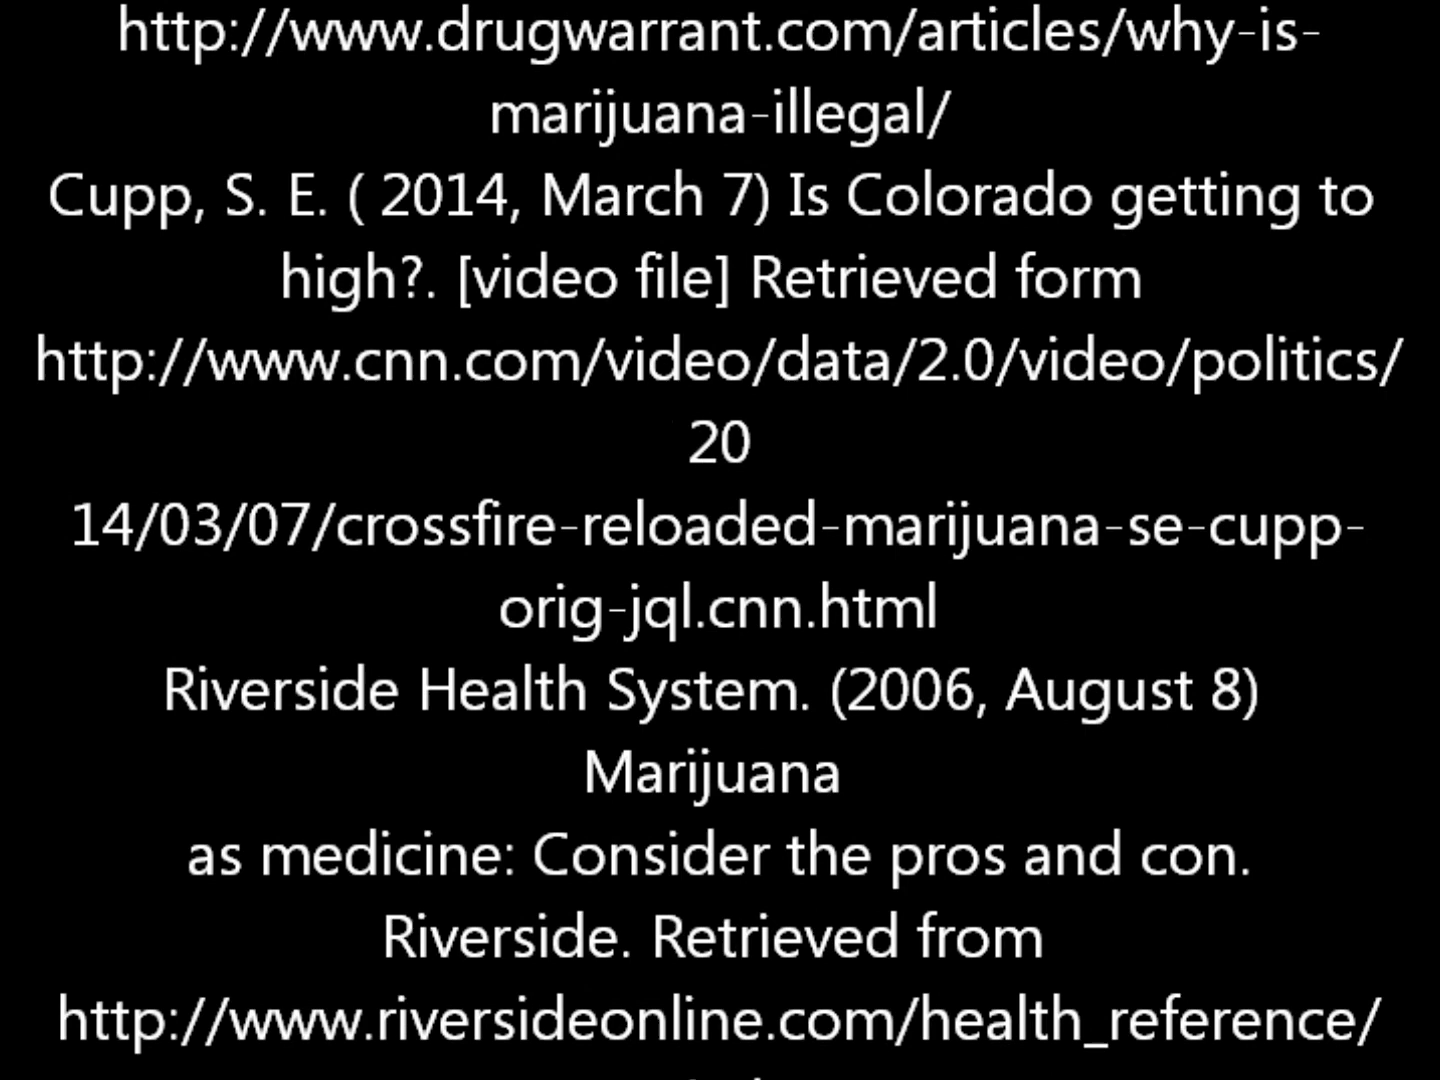 http://www.drugwarrant.com/articles/why-is-
marijuana-illegal/
Cupp, S. E. ( 2014, March 7) Is Colorado getting to
high?. [video file] Retrieved form
http://www.cnn.com/video/data/2.0/video/politics/
20
14/03/07/crossfire-reloaded-marijuana-se-cupp-
orig-jql.cnn.html
Riverside Health System. (2006, August 8)
Marijuana
as medicine: Consider the pros and con.
Riverside. Retrieved from
http://www.riversideonline.com/health_reference/